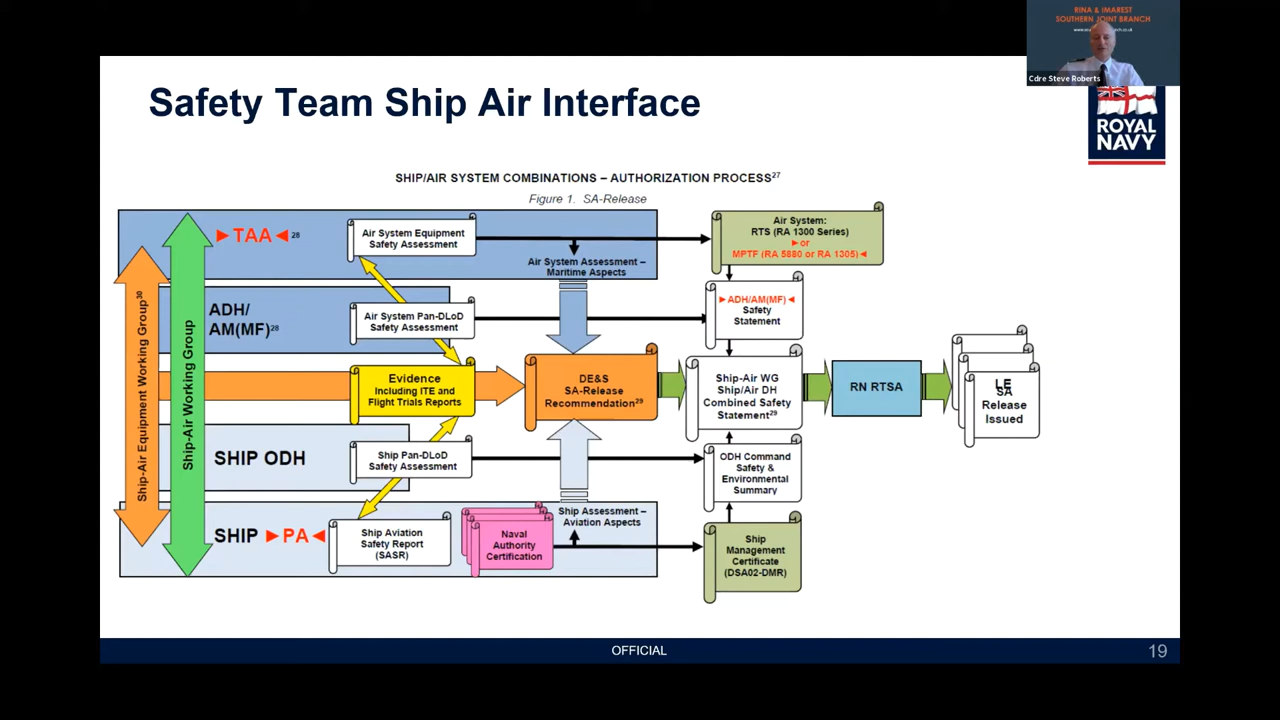 RINA & IMAREST
SOUTHERN JOINT BRANCH
Cdre Steve Roberts
Safety Team Ship Air Interface
ROYAL
NAVY
SHIP/AIR SYSTEM COMBINATIONS – AUTHORIZATION PROCESS27
Figure 1. SA-Release
►TAA◄ 28
Air System Equipment
Safety Assessment
Air System Assessment –
Maritime Aspects
Air System:
RTS (RA 1300 Series)
►or
MPTF (RA 5880 or RA 1305)◄
ADH/
AM(MF)28
Air System Pan-DLoD
Safety Assessment
►ADH/AM(MF)◄
Safety
Statement
Ship-Air Equipment Working Group30
Ship-Air Working Group
Evidence
Including ITE and
Flight Trials Reports
DE&S
SA-Release
Recommendation29
Ship-Air WG
Ship/Air DH
Combined Safety
Statement29
RN RTSA
LE
SA
Release
Issued
SHIP ODH
Ship Pan-DLoD
Safety Assessment
ODH Command
Safety &
Environmental
Summary
SHIP ►PA◄
Ship Aviation
Safety Report
(SASR)
Naval
Authority
Certification
Ship Assessment –
Aviation Aspects
Ship
Management
Certificate
(DSA02-DMR)
OFFICIAL
19